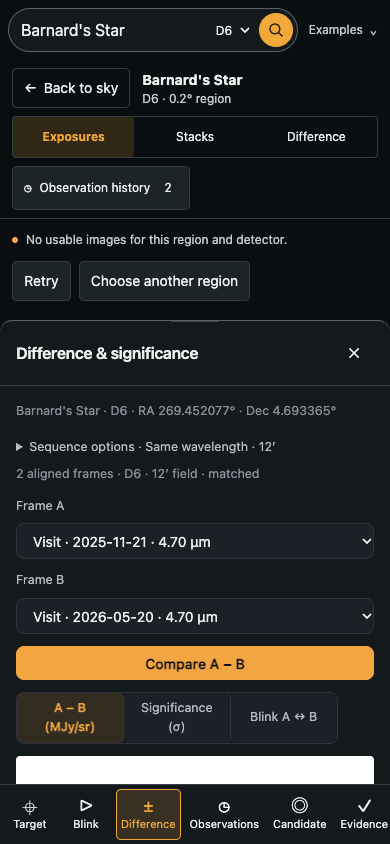 Barnard's Star D6 Examples
← Back to sky
Barnard's Star
D6 · 0.2° region
Exposures Stacks Difference
Observation history 2
No usable images for this region and detector.
Retry Choose another region
Difference & significance ×
Barnard's Star · D6 · RA 269.452077° · Dec 4.693365°
▶ Sequence options · Same wavelength · 12′
2 aligned frames · D6 · 12′ field · matched
Frame A
Visit · 2025-11-21 · 4.70 μm
Frame B
Visit · 2026-05-20 · 4.70 μm
Compare A – B
A – B
(MJy/sr)
Significance
(σ)
Blink A ↔ B
Target Blink Difference Observations Candidate Evidence